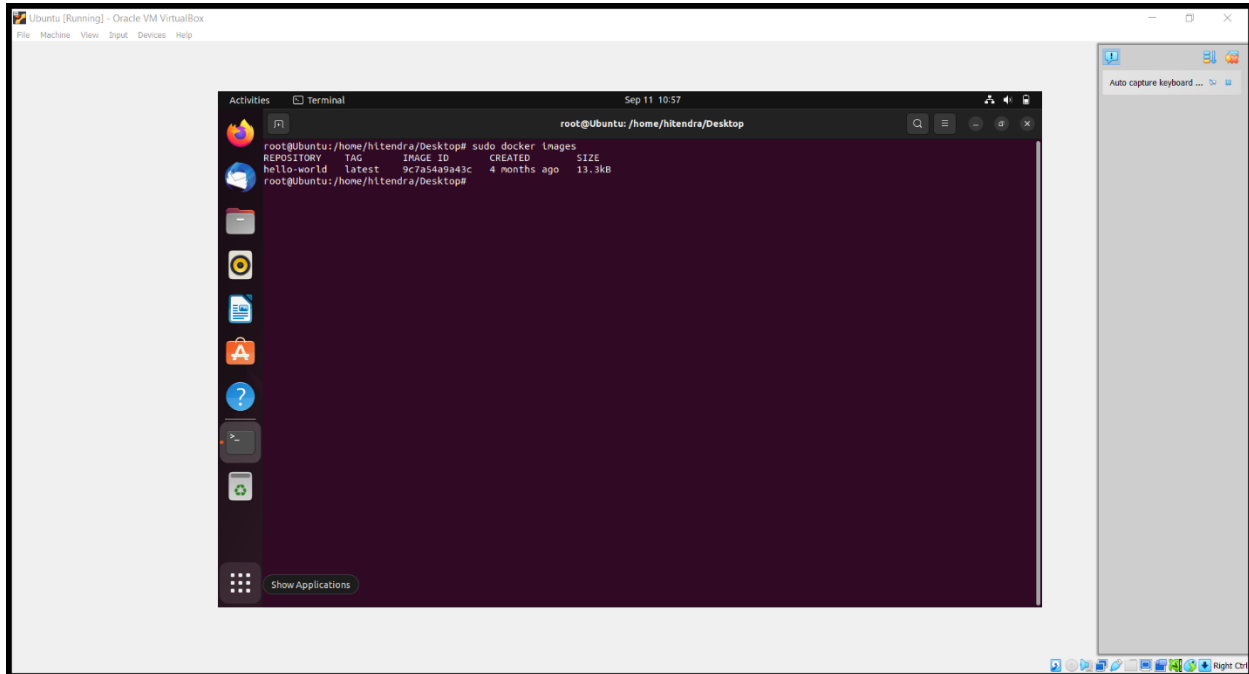 Ubuntu [Running] - Oracle VM VirtualBox
File Machine View Input Devices Help
Auto capture keyboard ...
Activities Terminal Sep 11 10:57
root@Ubuntu: /home/hitendra/Desktop
root@Ubuntu:/home/hitendra/Desktop# sudo docker images
REPOSITORY TAG IMAGE ID CREATED SIZE
hello-world latest 9c7a54a9a43c 4 months ago 13.3kB
root@Ubuntu:/home/hitendra/Desktop#
Show Applications
Right Ctrl